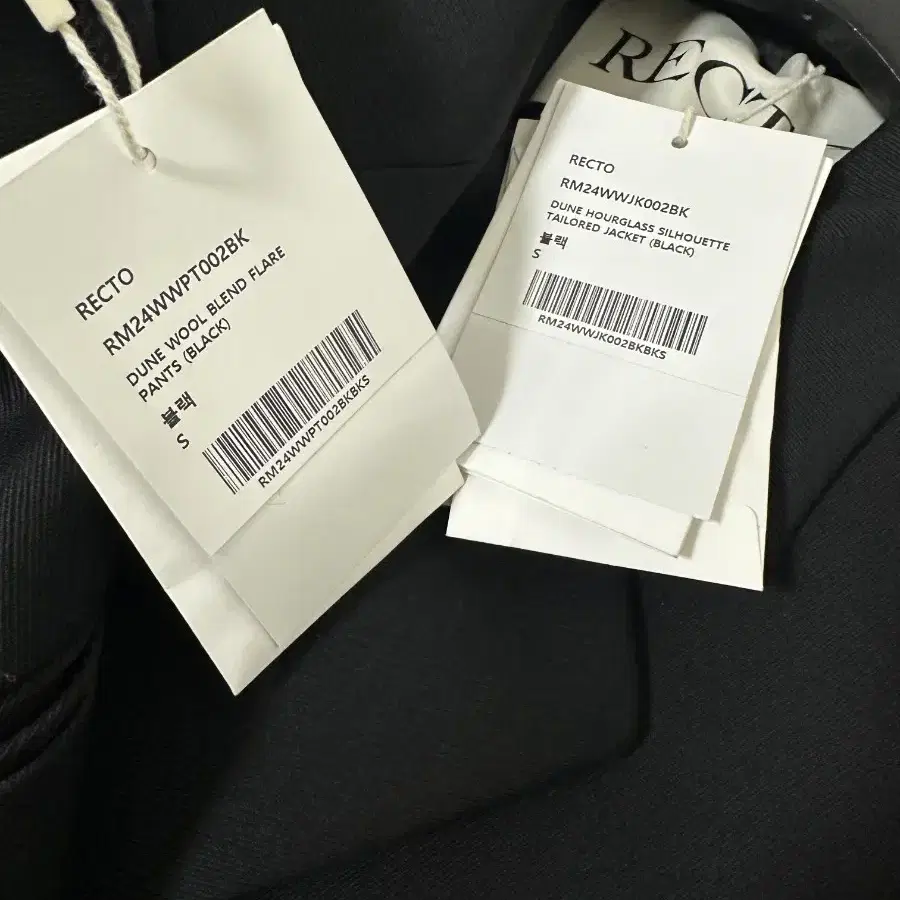 RECTO
RM24WWPT002BK
DUNE WOOL BLEND FLARE
PANTS (BLACK)
블랙
S
RM24WWPT002BKBKS
RECT
RECTO
RM24WWJK002BK
DUNE HOURGLASS SILHOUETTE
TAILORED JACKET (BLACK)
블랙
S
RM24WWJK002BKBKS